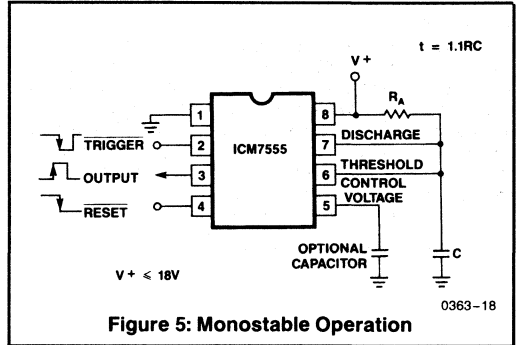 t = 1.1RC
V+
RA
1
8
DISCHARGE
TRIGGER
2
ICM7555
7
THRESHOLD
OUTPUT
3
6
CONTROL
VOLTAGE
RESET
4
5
OPTIONAL
CAPACITOR
C
V+ ≤ 18V
0363-18
Figure 5: Monostable Operation